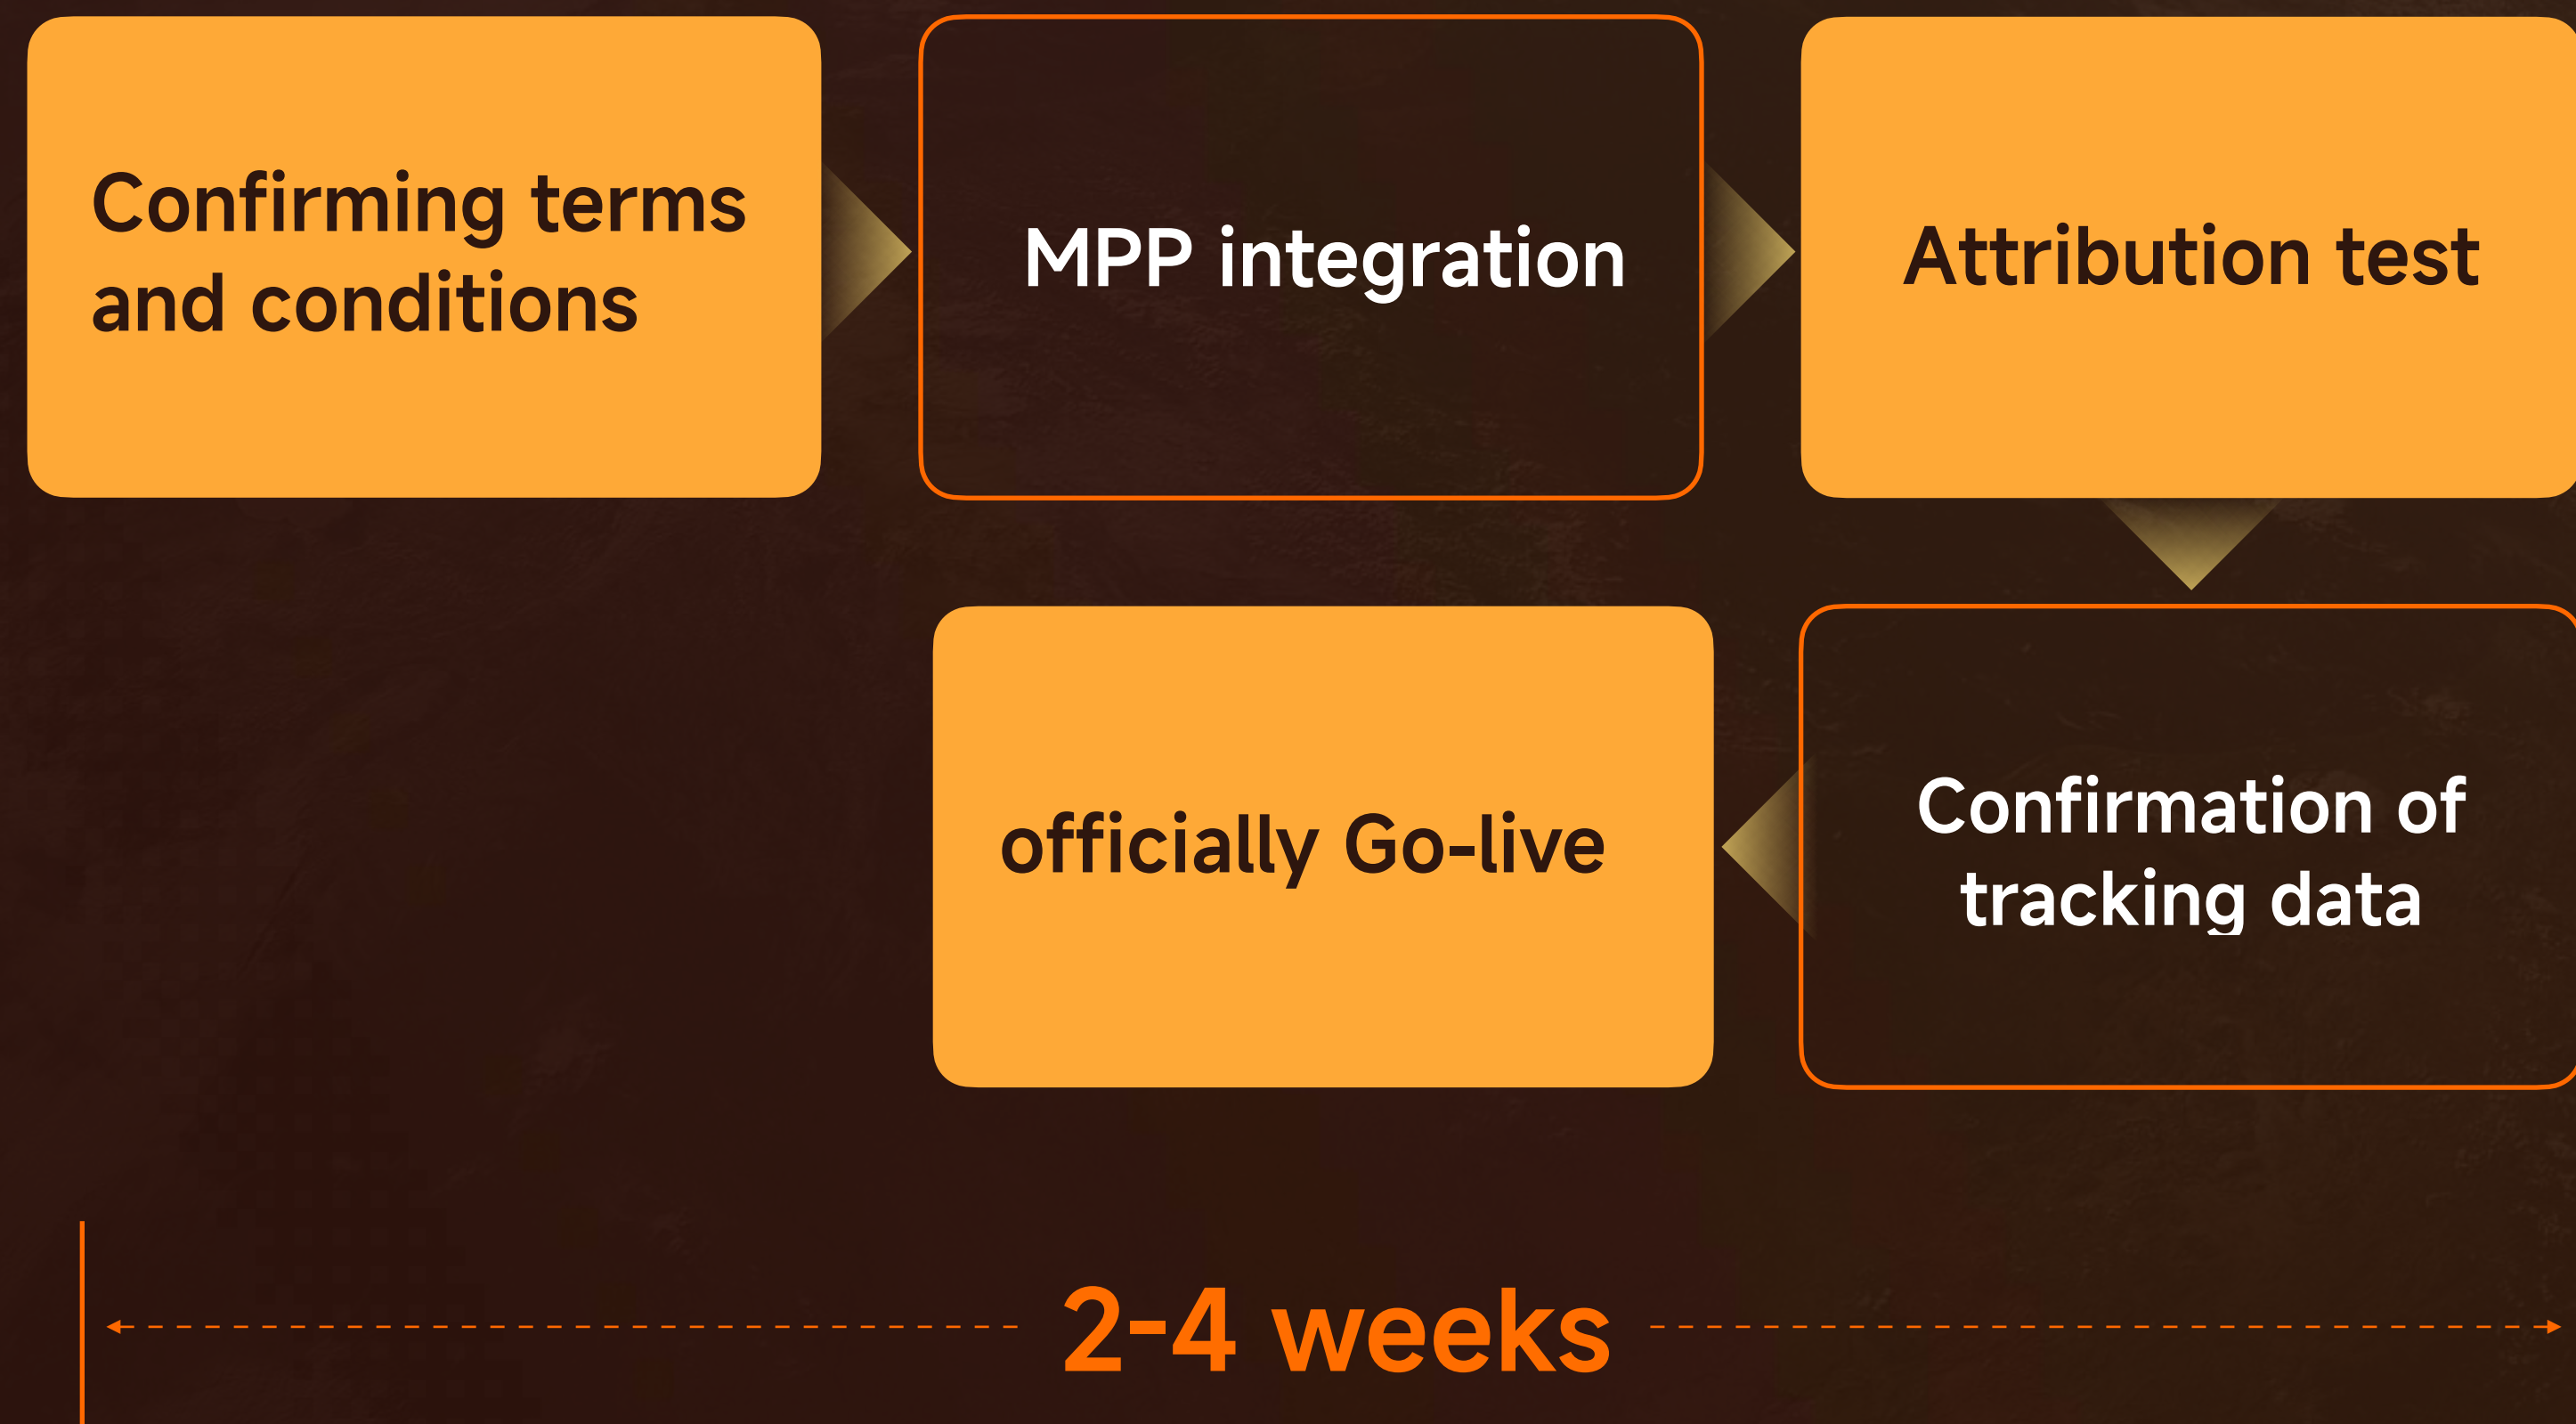 Confirming terms
and conditions
MPP integration
Attribution test
Confirmation of
tracking data
officially Go-live
2-4 weeks